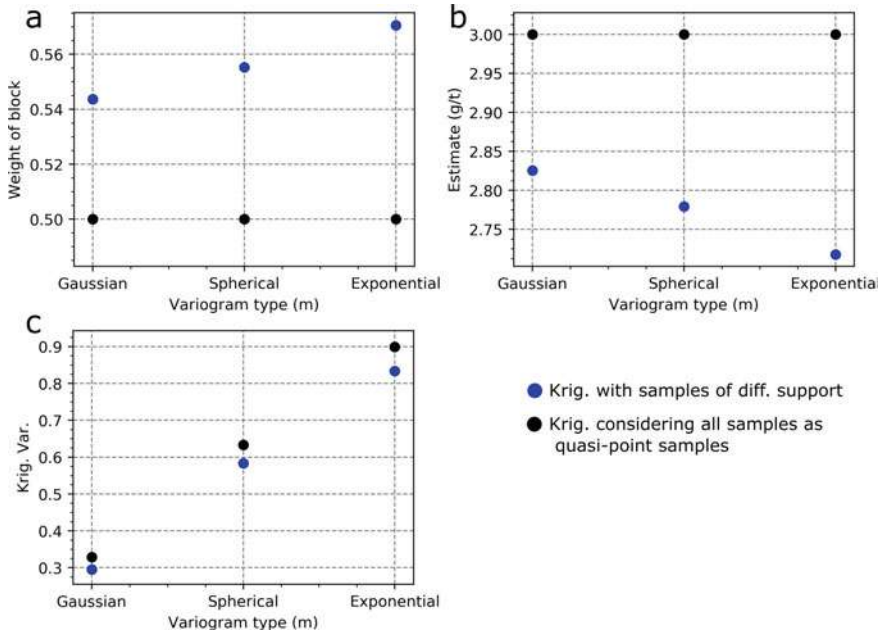 a
0.56
0.54
0.52
0.50
Weight of block
Gaussian Spherical Exponential
Variogram type (m)
b
3.00
2.95
2.90
2.85
2.80
2.75
Estimate (g/t)
Gaussian Spherical Exponential
Variogram type (m)
c
0.9
0.8
0.7
0.6
0.5
0.4
0.3
Krig. Var.
Gaussian Spherical Exponential
Variogram type (m)
Krig. with samples of diff. support
Krig. considering all samples as
quasi-point samples